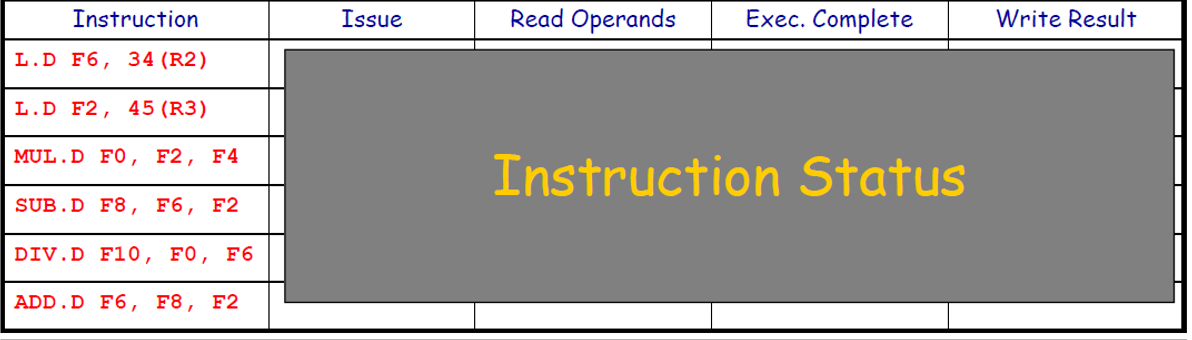 Instruction Issue Read Operands Exec. Complete Write Result
L.D F6, 34(R2)
L.D F2, 45(R3)
MUL.D F0, F2, F4
Instruction Status
SUB.D F8, F6, F2
DIV.D F10, F0, F6
ADD.D F6, F8, F2